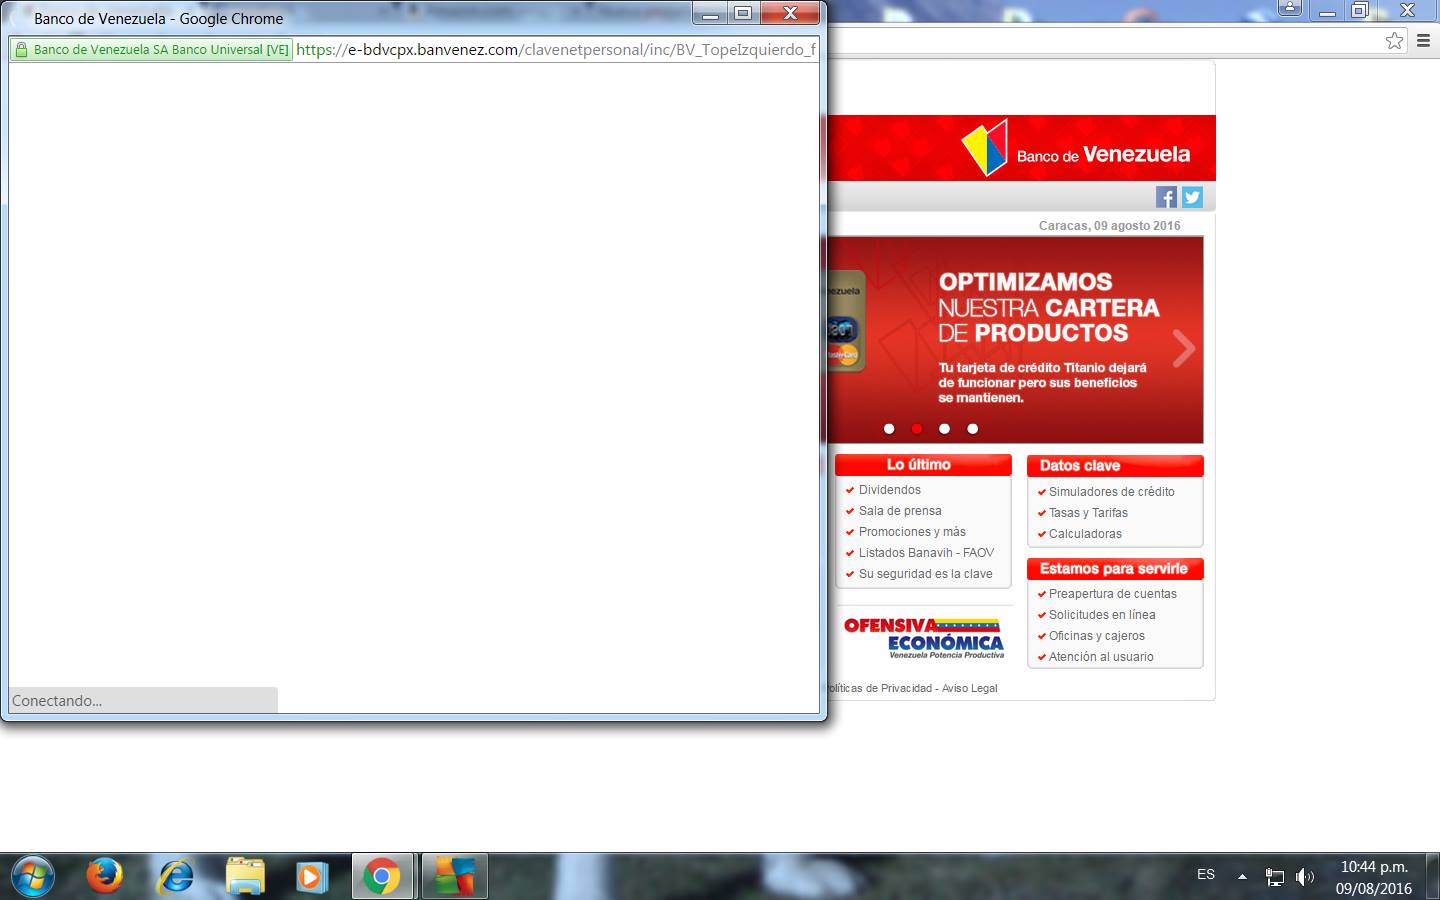 Banco de Venezuela - Google Chrome
Banco de Venezuela SA Banco Universal [VE]
https://e-bdvcpx.banvenez.com/clavenetpersonal/inc/BV_TopeIzquierdo_f
Conectando...
Banco de Venezuela
Caracas, 09 agosto 2016
OPTIMIZAMOS
NUESTRA CARTERA
DE PRODUCTOS
Tu tarjeta de crédito Titanio dejará
de funcionar pero sus beneficios
se mantienen.
Lo último
Dividendos
Sala de prensa
Promociones y más
Listados Banavih - FAOV
Su seguridad es la clave
Datos clave
Simuladores de crédito
Tasas y Tarifas
Calculadoras
Estamos para servirle
Preapertura de cuentas
Solicitudes en línea
Oficinas y cajeros
Atención al usuario
OFENSIVA
ECONÓMICA
Venezuela Potencia Productiva
olíticas de Privacidad - Aviso Legal
ES
10:44 p.m.
09/08/2016